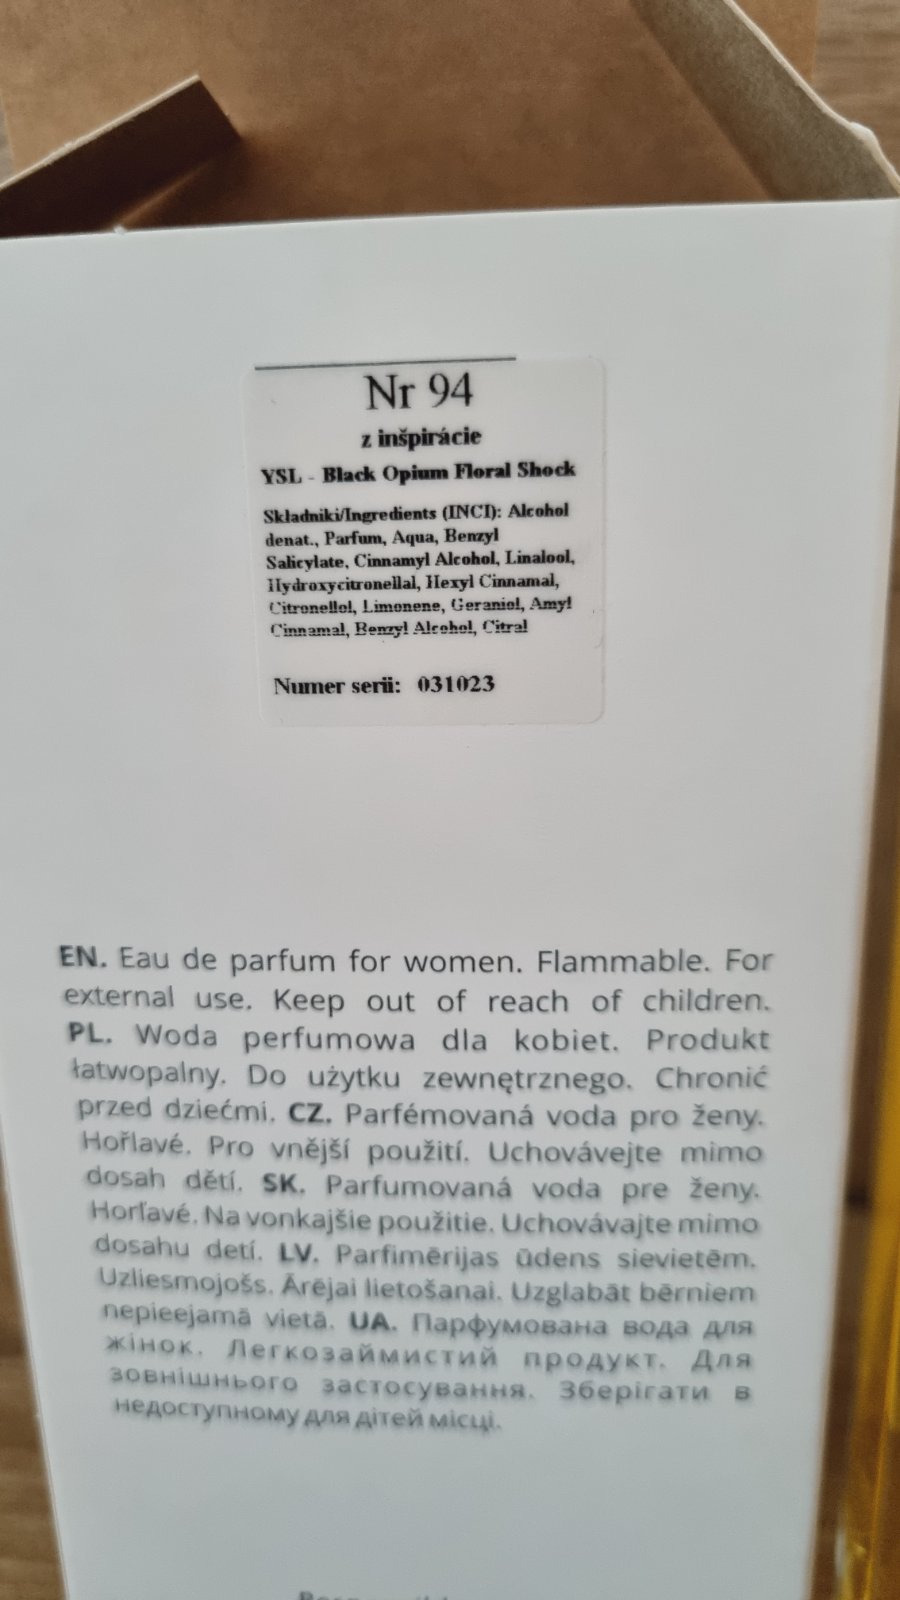 Nr 94
z inšpirácie
YSL - Black Opium Floral Shock
Składniki/Ingredients (INCI): Alcohol
denat., Parfum, Aqua, Benzyl
Salicylate, Cinnamyl Alcohol, Linalool,
Hydroxycitronellal, Hexyl Cinnamal,
Citronellol, Limonene, Geraniol, Amyl
Cinnamal, Benzyl Alcohol, Citral
Numer serii: 031023
EN. Eau de parfum for women. Flammable. For
external use. Keep out of reach of children.
PL. Woda perfumowa dla kobiet. Produkt
łatwopalny. Do użytku zewnętrznego. Chronić
przed dziećmi. CZ. Parfémovaná voda pro ženy.
Hořlavé. Pro vnější použití. Uchovávejte mimo
dosah dětí. SK. Parfumovaná voda pre ženy.
Horľavé. Na vonkajšie použitie. Uchovávajte mimo
dosahu detí. LV. Parfimērijas ūdens sievietēm.
Uzliesmojošs. Ārējai lietošanai. Uzglabāt bērniem
nepieejamā vietā. UA. Парфумована вода для
жінок. Легкозаймистий продукт. Для
зовнішнього застосування. Зберігати в
недоступному для дітей місці.